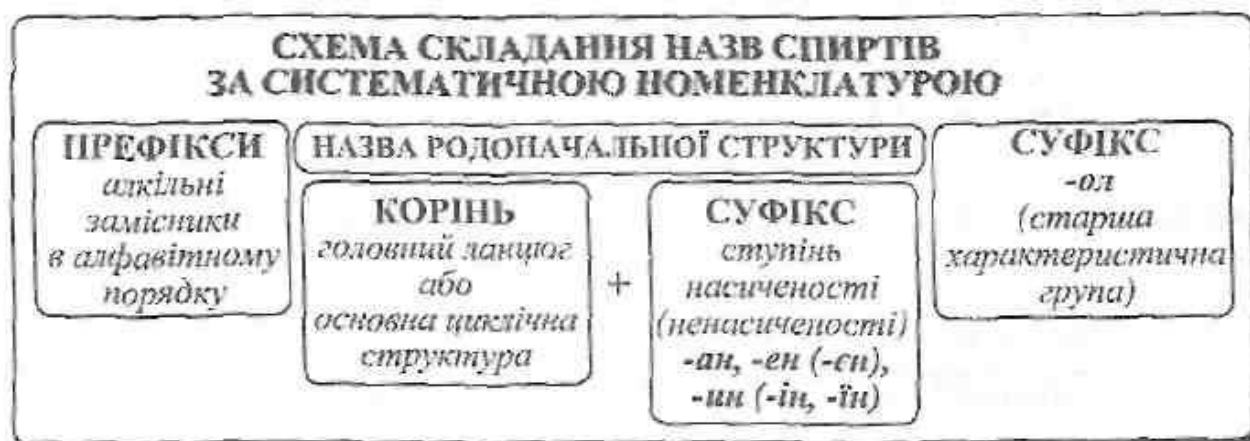 СХЕМА СКЛАДАННЯ НАЗВ СПИРТІВ
ЗА СИСТЕМАТИЧНОЮ НОМЕНКЛАТУРОЮ
ПРЕФІКСИ
алкільні
замісники
в алфавітному
порядку
НАЗВА РОДОНАЧАЛЬНОЇ СТРУКТУРИ
КОРІНЬ
головний ланцюг
або
основна циклічна
структура
+
СУФІКС
ступінь
насиченості
(ненасиченості)
-ан, -ен (-єн),
-ин (-ін, -їн)
СУФІКС
-ол
(старша
характеристична
група)